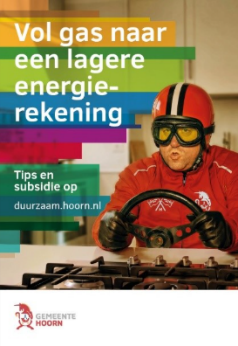 Vol gas naar
een lagere
energie-
rekening
Tips en
subsidie op
duurzaam.hoorn.nl
GEMEENTE
HOORN